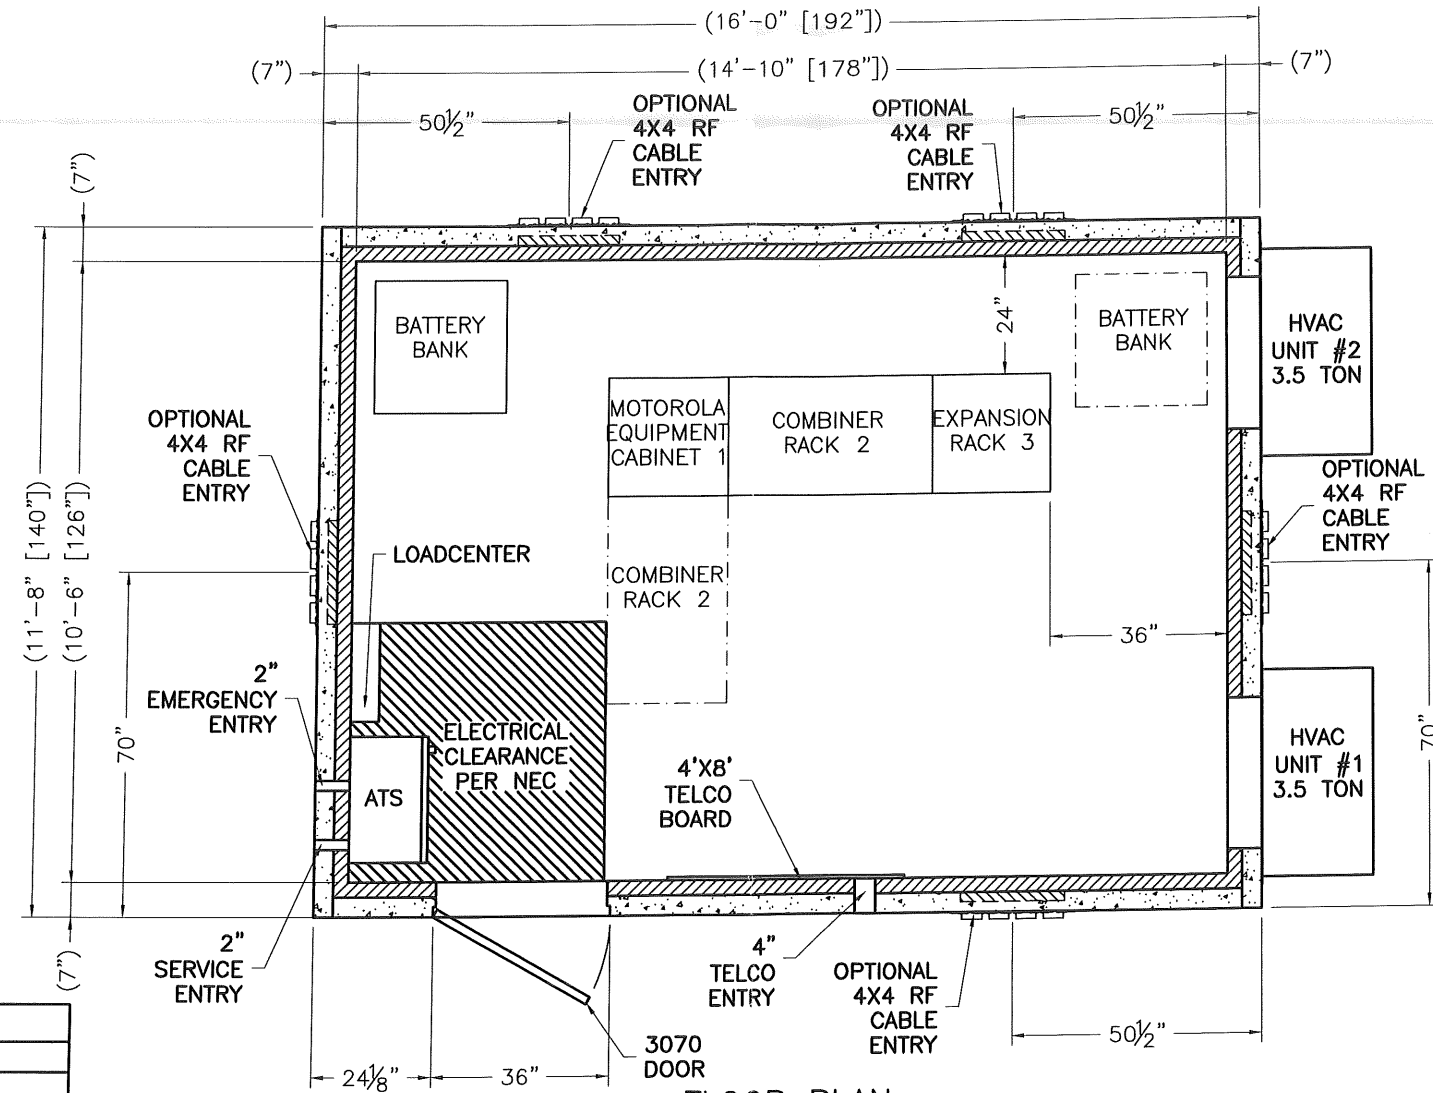 (16'-0" [192"])
(7")
(14'-10" [178"])
(7")
50½"
OPTIONAL
4X4 RF
CABLE
ENTRY
OPTIONAL
4X4 RF
CABLE
ENTRY
50½"
(7")
BATTERY
BANK
24"
BATTERY
BANK
HVAC
UNIT #2
3.5 TON
MOTOROLA
EQUIPMENT
CABINET 1
COMBINER
RACK 2
EXPANSION
RACK 3
OPTIONAL
4X4 RF
CABLE
ENTRY
OPTIONAL
4X4 RF
CABLE
ENTRY
(11'-8" [140"])
(10'-6" [126"])
LOADCENTER
COMBINER
RACK 2
36"
2"
EMERGENCY
ENTRY
70"
ELECTRICAL
CLEARANCE
PER NEC
ATS
4'X8'
TELCO
BOARD
HVAC
UNIT #1
3.5 TON
70"
(7")
2"
SERVICE
ENTRY
4"
TELCO
ENTRY
OPTIONAL
4X4 RF
CABLE
ENTRY
50½"
3070
DOOR
24⅛"
36"
FLOOR PLAN